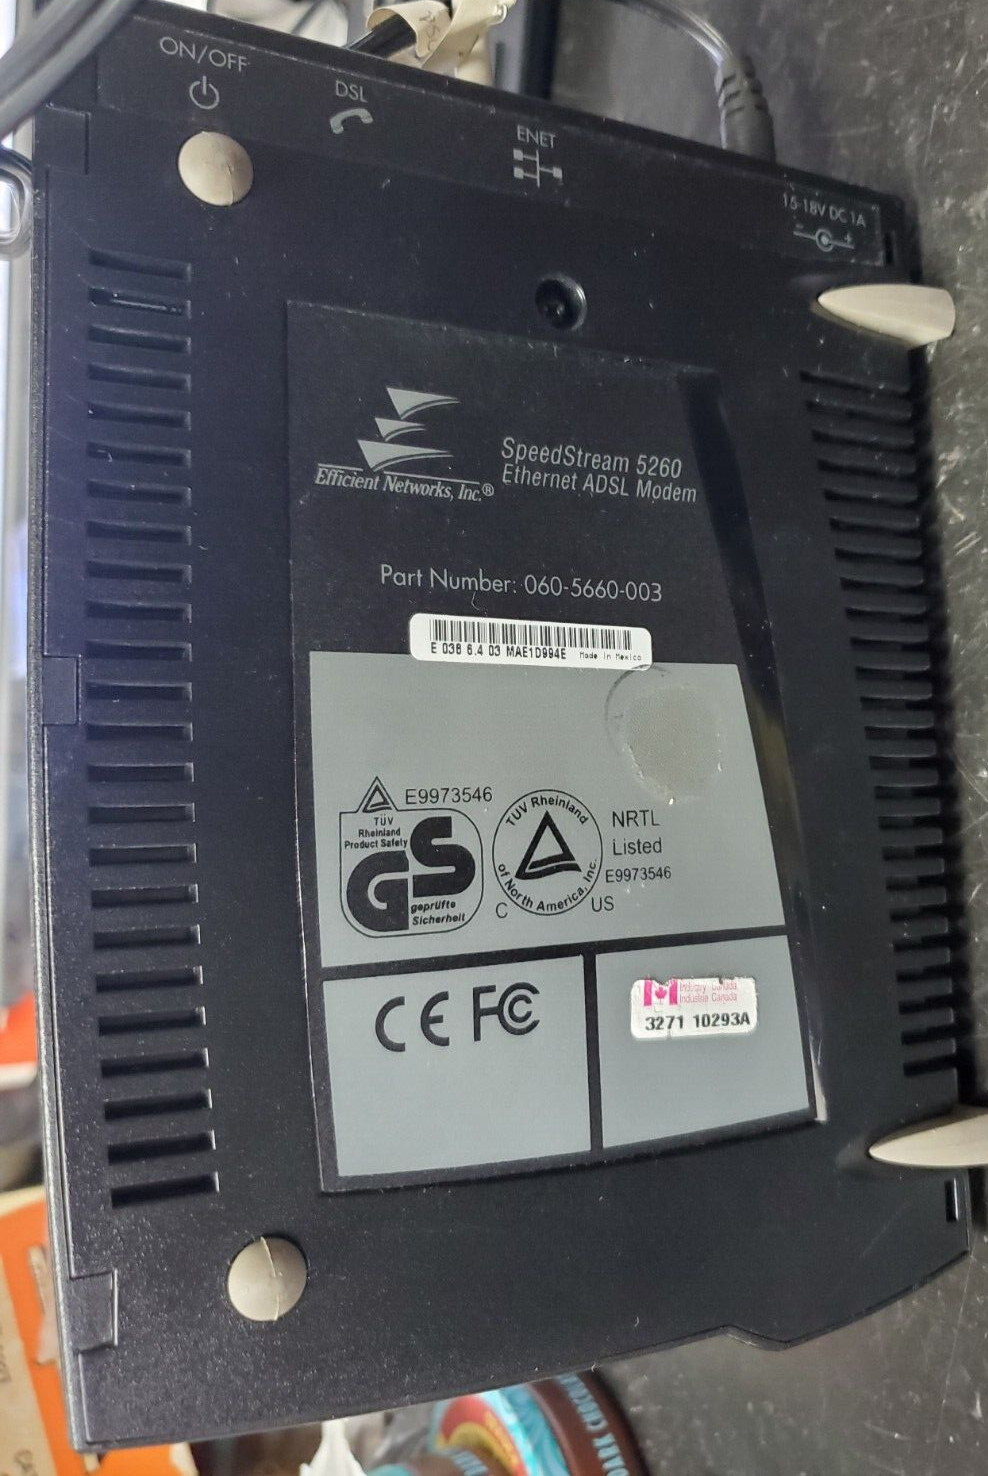 ON/OFF
DSL
ENET
15-18V DC 1A
Efficient Networks, Inc.®
SpeedStream 5260
Ethernet ADSL Modem
Part Number: 060-5660-003
E 036 6.4 03 MAE1D994E Made in Mexico
E9973546
TÜV
Rheinland
Product Safety
GS
geprüfte
Sicherheit
TÜV Rheinland
of North America, Inc.
C US
NRTL
Listed
E9973546
CE FC
Industry Canada
Industrie Canada
3271 10293A
DARK